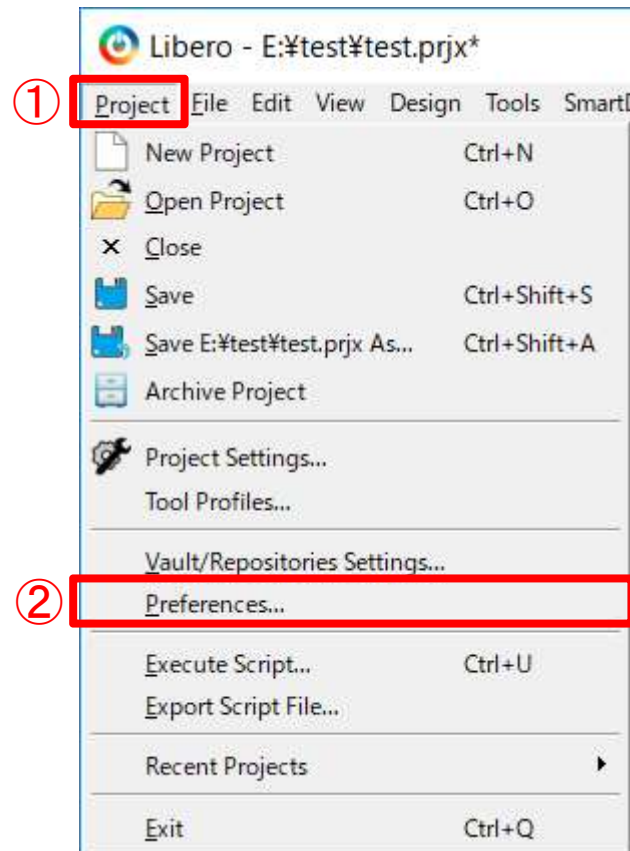 Libero - E:¥test¥test.prjx*
① Project File Edit View Design Tools
New Project Ctrl+N
Open Project Ctrl+O
Close
Save Ctrl+Shift+S
Save E:¥test¥test.prjx As... Ctrl+Shift+A
Archive Project
Project Settings...
Tool Profiles...
Vault/Repositories Settings...
② Preferences...
Execute Script... Ctrl+U
Export Script File...
Recent Projects
Exit Ctrl+Q